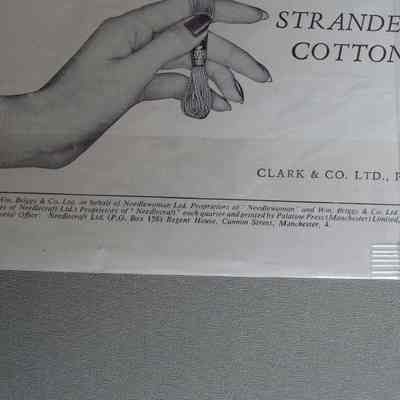 STRANDE
COTTON
CLARK & CO. LTD., P
Wm. Briggs & Co. Ltd. on behalf of Needlewoman Ltd. Proprietors of "Needlewoman" and Wm. Briggs & Co. Ltd.
of Needlecraft Ltd.) Proprietors of "Needlecraft," each quarter and printed by Palatine Press (Manchester) Limited,
Office: Needlecraft Ltd. (P.O. Box 158) Regent House, Cannon Street, Manchester, 4.